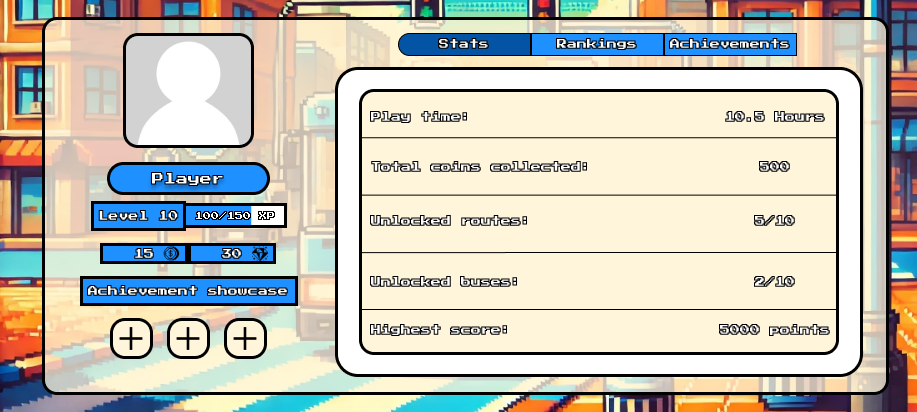 Stats Rankings Achievements
Player
Level 10 100/150 XP
15 30
Achievement showcase
Play time: 10.5 Hours
Total coins collected: 500
Unlocked routes: 5/10
Unlocked buses: 2/10
Highest score: 5000 points